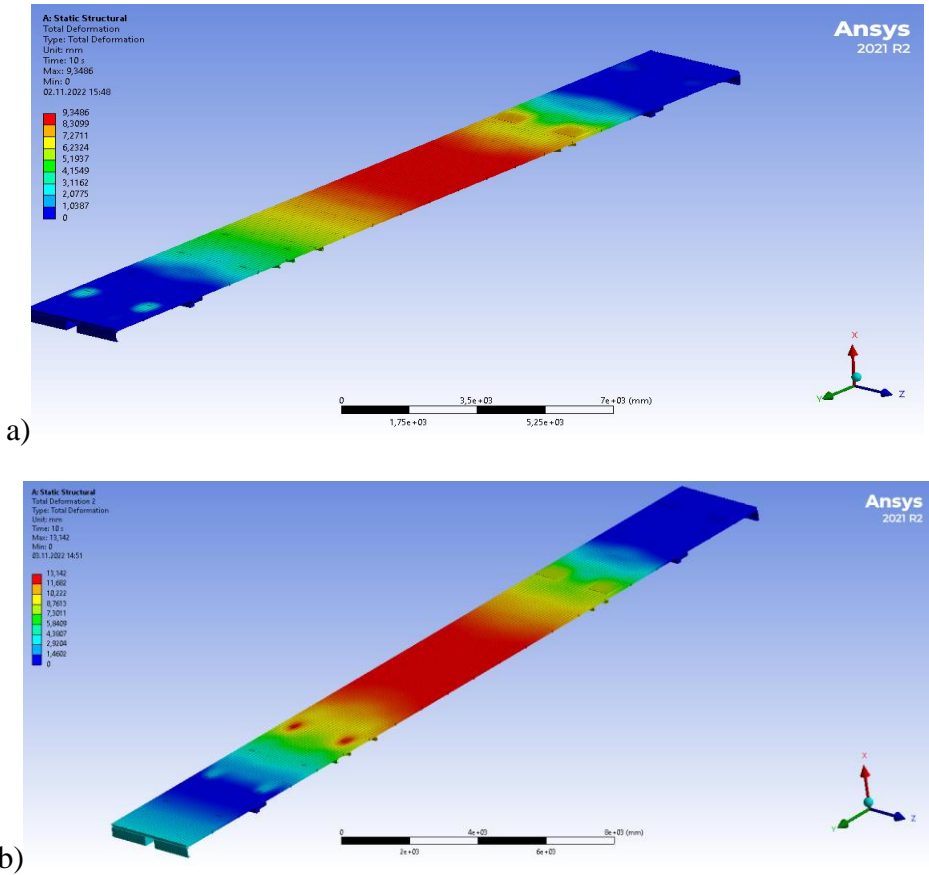 A: Static Structural
Total Deformation
Type: Total Deformation
Unit: mm
Time: 10 s
Max: 9,3486
Min: 0
02.11.2022 15:48
9,3486
8,3099
7,2711
6,2324
5,1937
4,1549
3,1162
2,0775
1,0387
0
Ansys
2021 R2
X
Y
Z
0
3,5e+03
7e+03 (mm)
1,75e+03
5,25e+03
a)
A: Static Structural
Total Deformation 2
Type: Total Deformation
Unit: mm
Time: 10 s
Max: 13,142
Min: 0
03.11.2022 14:51
13,142
11,682
10,222
8,7613
7,3011
5,8409
4,3807
2,9204
1,4602
0
Ansys
2021 R2
X
Y
Z
0
4e+03
8e+03 (mm)
2e+03
6e+03
b)